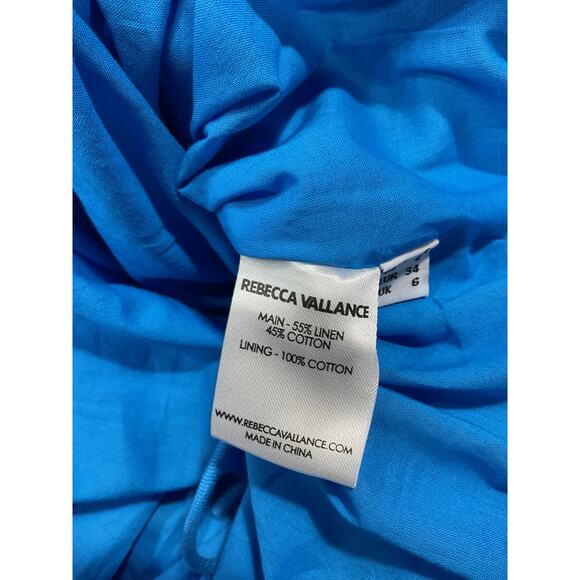 REBECCA VALLANCE
MAIN - 55% LINEN
45% COTTON
LINING - 100% COTTON
WWW.REBECCAVALLANCE.COM
MADE IN CHINA
34
UK 6